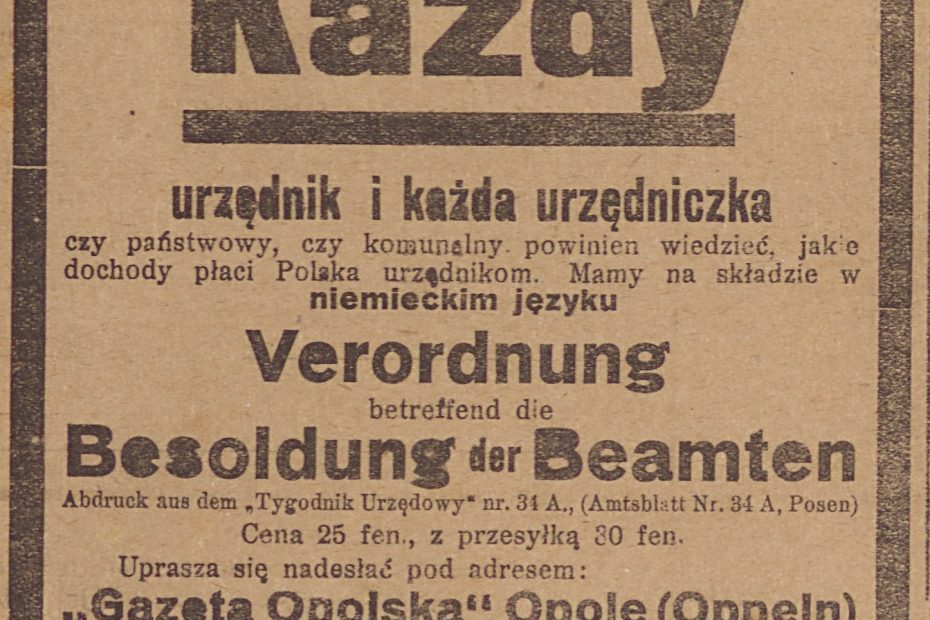 Każdy
urzędnik i każda urzędniczka
czy państwowy, czy komunalny powinien wiedzieć, jakie
dochody płaci Polska urzędnikom. Mamy na składzie w
niemieckim języku
Verordnung
betreffend die
Besoldung der Beamten
Abdruck aus dem „Tygodnik Urzędowy“ nr. 34 A., (Amtsblatt Nr. 34 A, Posen)
Cena 25 fen., z przesyłką 30 fen.
Uprasza się nadesłać pod adresem:
„Gazeta Opolska“ Opole (Oppeln)